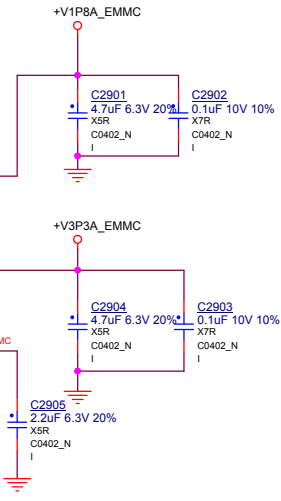 +V1P8A_EMMC
C2901
4.7uF 6.3V 20%
X5R
C0402_N
I
C2902
0.1uF 10V 10%
X7R
C0402_N
I
+V3P3A_EMMC
C2904
4.7uF 6.3V 20%
X5R
C0402_N
I
C2903
0.1uF 10V 10%
X7R
C0402_N
I
MC
C2905
2.2uF 6.3V 20%
X5R
C0402_N
I